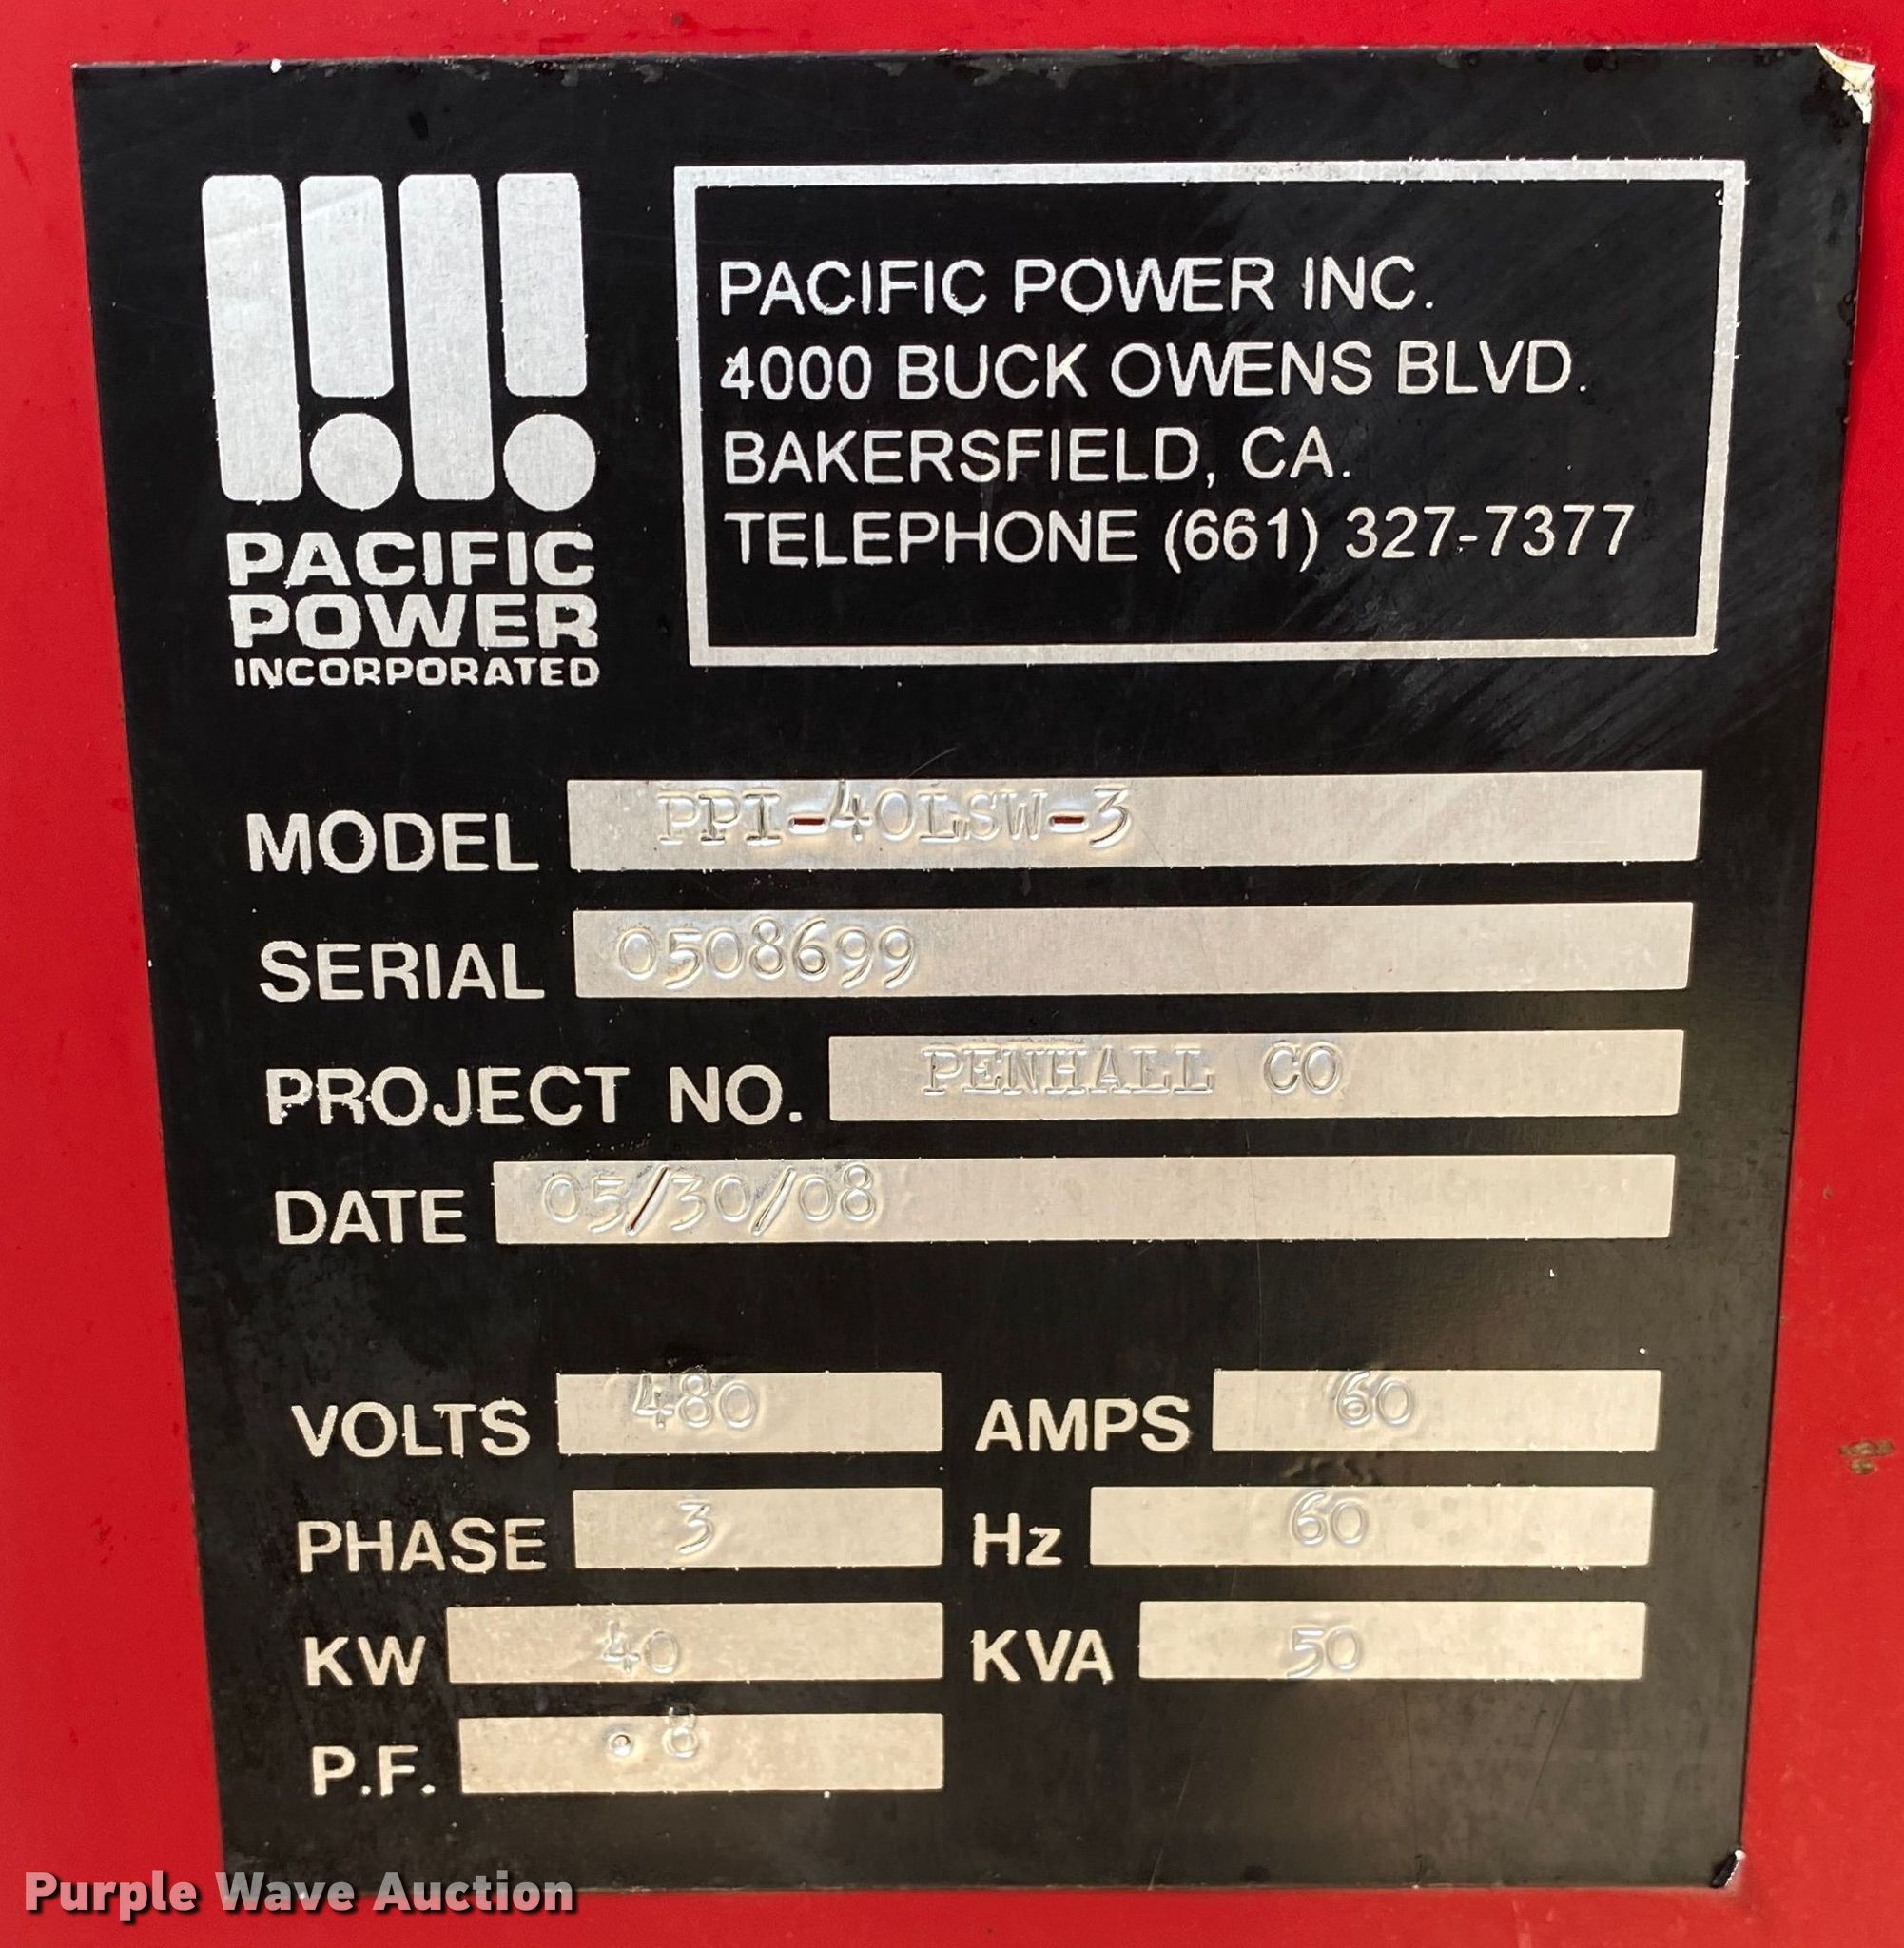 PACIFIC
POWER
INCORPORATED
PACIFIC POWER INC.
4000 BUCK OWENS BLVD.
BAKERSFIELD, CA.
TELEPHONE (661) 327-7377
MODEL PPI-40LSW-3
SERIAL 0508699
PROJECT NO. PENHALL CO
DATE 05/30/08
VOLTS 480 AMPS 60
PHASE 3 Hz 60
KW 40 KVA 50
P.F. .8
Purple Wave Auction